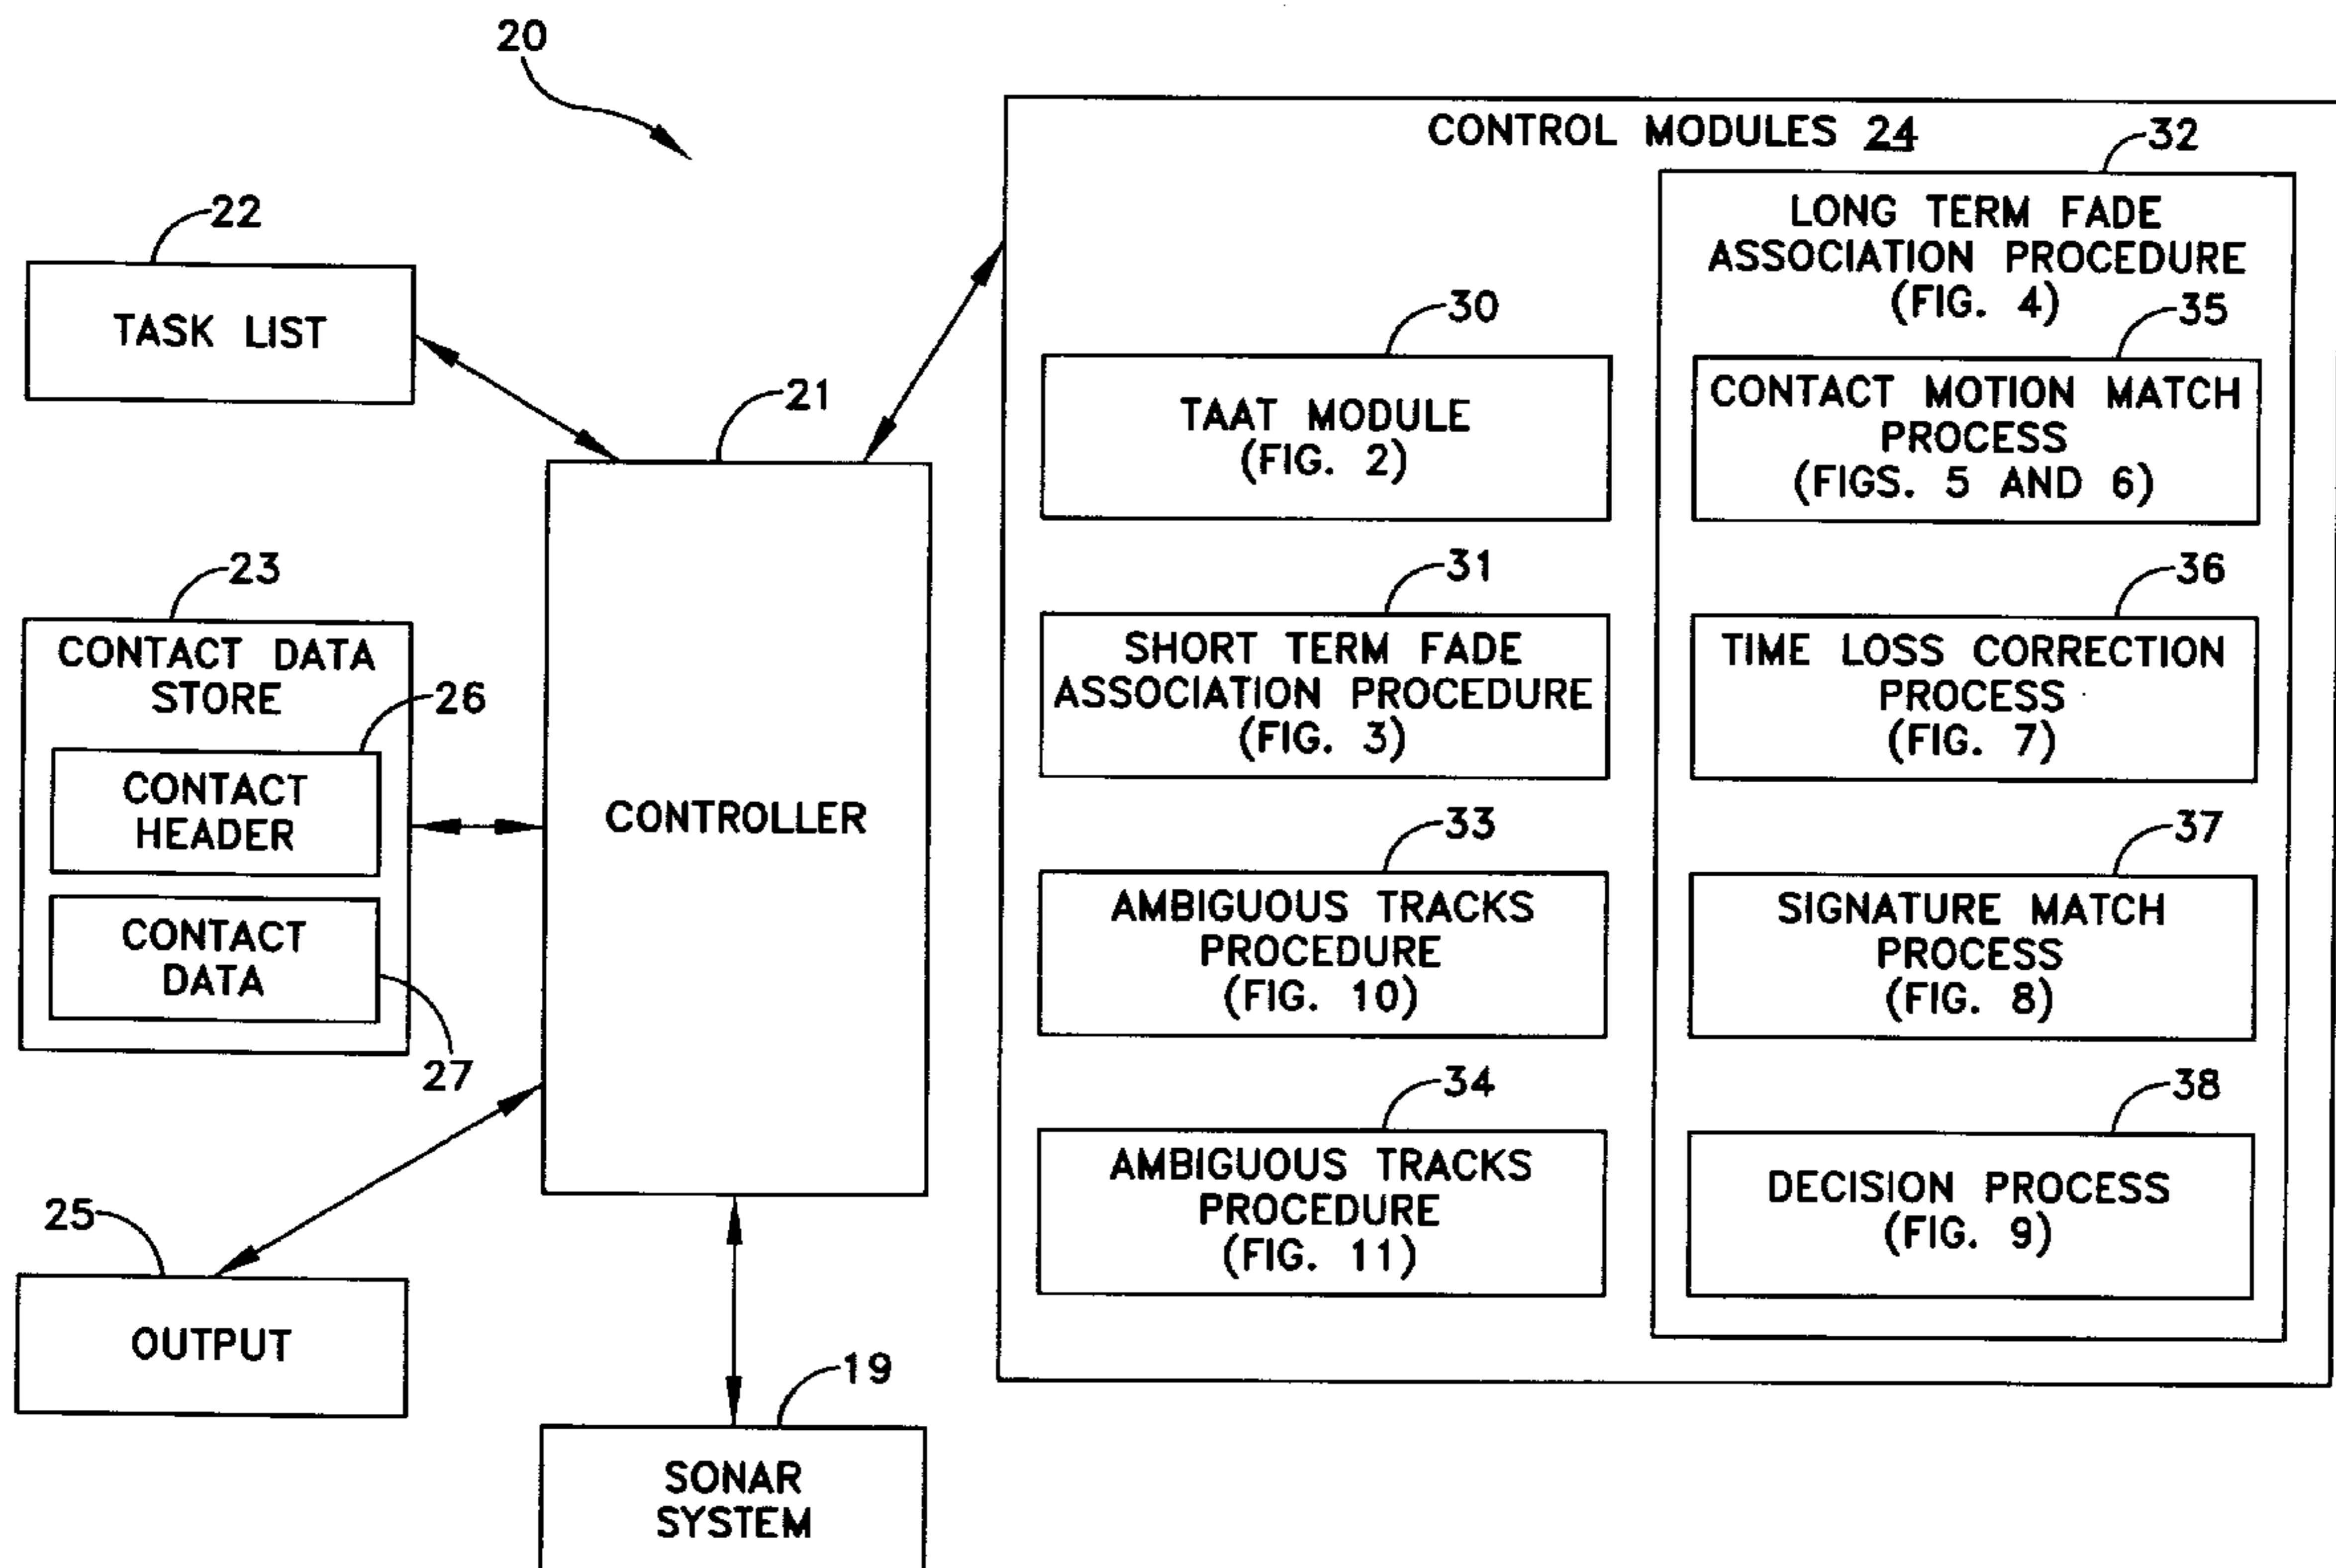 20
CONTROL MODULES 24
32
22
TASK LIST
21
23
CONTACT DATA
STORE
26
CONTACT
HEADER
CONTACT
DATA
27
CONTROLLER
25
OUTPUT
19
SONAR
SYSTEM
30
TAAT MODULE
(FIG. 2)
31
SHORT TERM FADE
ASSOCIATION PROCEDURE
(FIG. 3)
33
AMBIGUOUS TRACKS
PROCEDURE
(FIG. 10)
34
AMBIGUOUS TRACKS
PROCEDURE
(FIG. 11)
LONG TERM FADE
ASSOCIATION PROCEDURE
(FIG. 4)
35
CONTACT MOTION MATCH
PROCESS
(FIGS. 5 AND 6)
36
TIME LOSS CORRECTION
PROCESS
(FIG. 7)
37
SIGNATURE MATCH
PROCESS
(FIG. 8)
38
DECISION PROCESS
(FIG. 9)